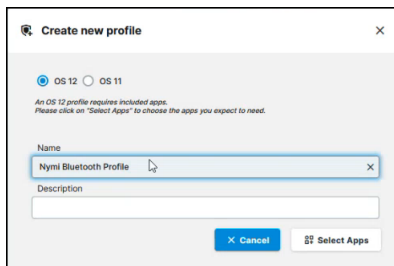 Create new profile
OS 12 OS 11
An OS 12 profile requires included apps.
Please click on "Select Apps" to choose the apps you expect to need.
Name
Nymi Bluetooth Profile
Description
Cancel Select Apps